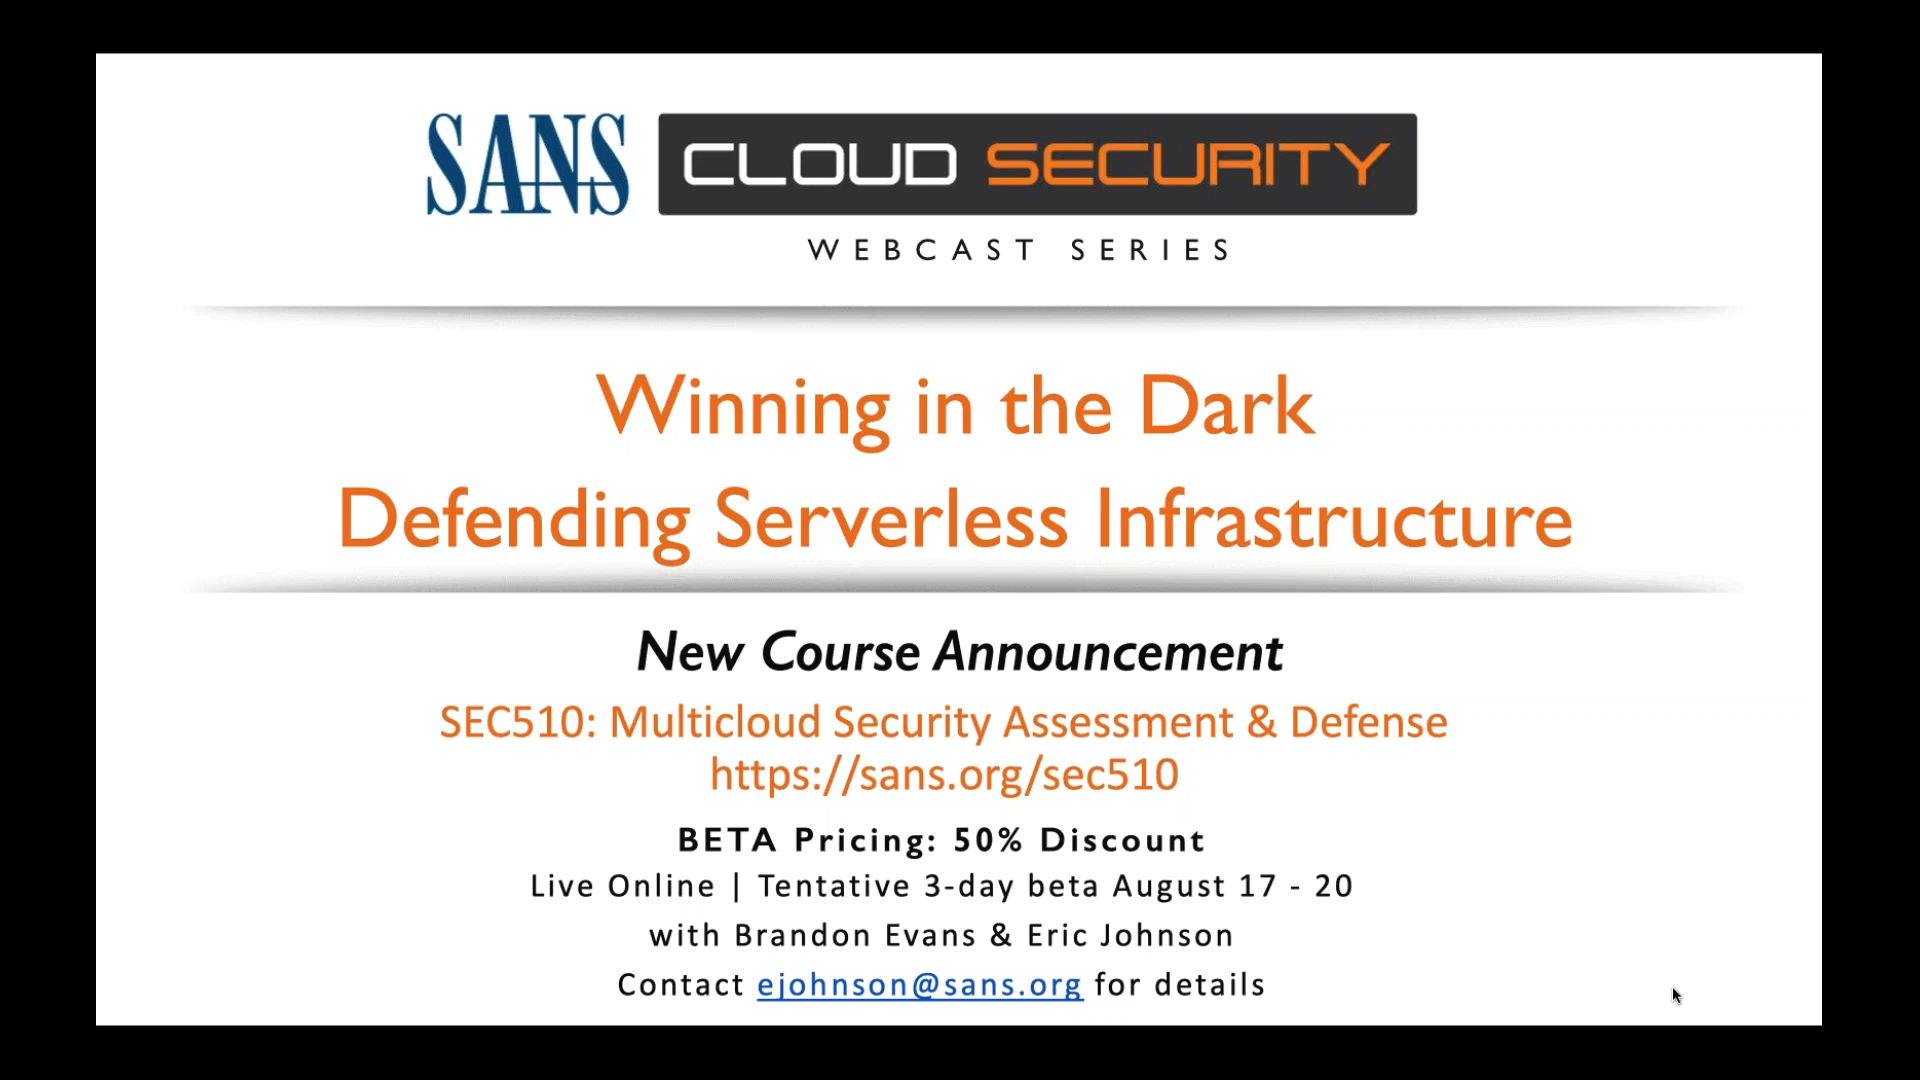 SANS CLOUD SECURITY
WEBCAST SERIES
Winning in the Dark
Defending Serverless Infrastructure
New Course Announcement
SEC510: Multicloud Security Assessment & Defense
https://sans.org/sec510
BETA Pricing: 50% Discount
Live Online | Tentative 3-day beta August 17 - 20
with Brandon Evans & Eric Johnson
Contact ejohnson@sans.org for details